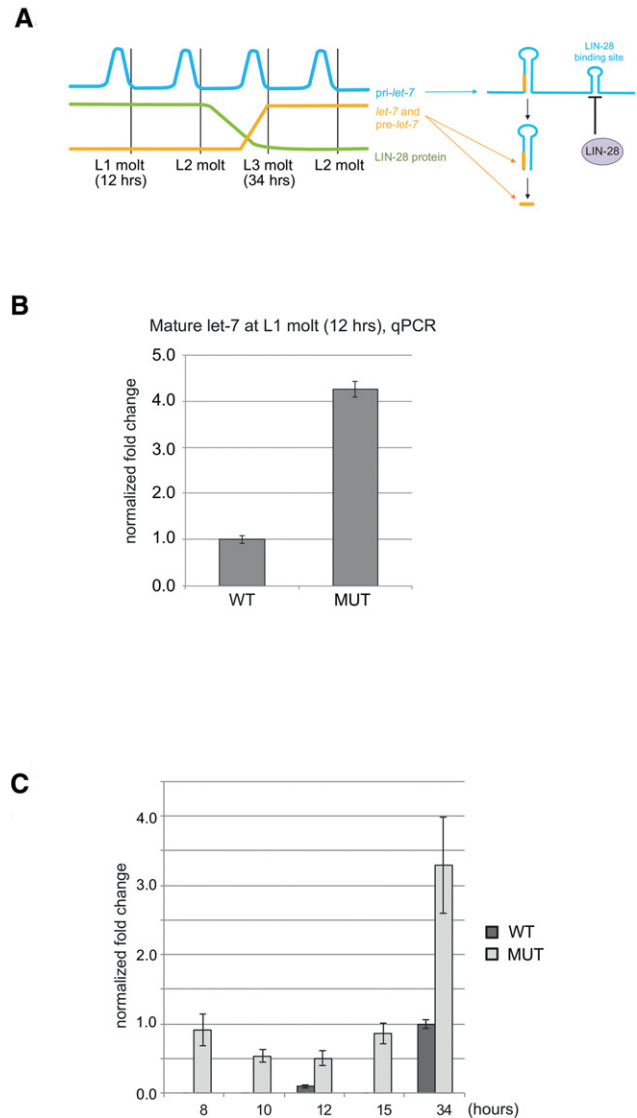 A
LIN-28
binding site
pri-let-7
let-7 and
pre-let-7
LIN-28 protein
LIN-28
L1 molt
(12 hrs)
L2 molt
L3 molt
(34 hrs)
L2 molt
B
Mature let-7 at L1 molt (12 hrs), qPCR
normalized fold change
5.0
4.0
3.0
2.0
1.0
0.0
WT
MUT
C
normalized fold change
4.0
3.0
2.0
1.0
0.0
8
10
12
15
34
(hours)
WT
MUT